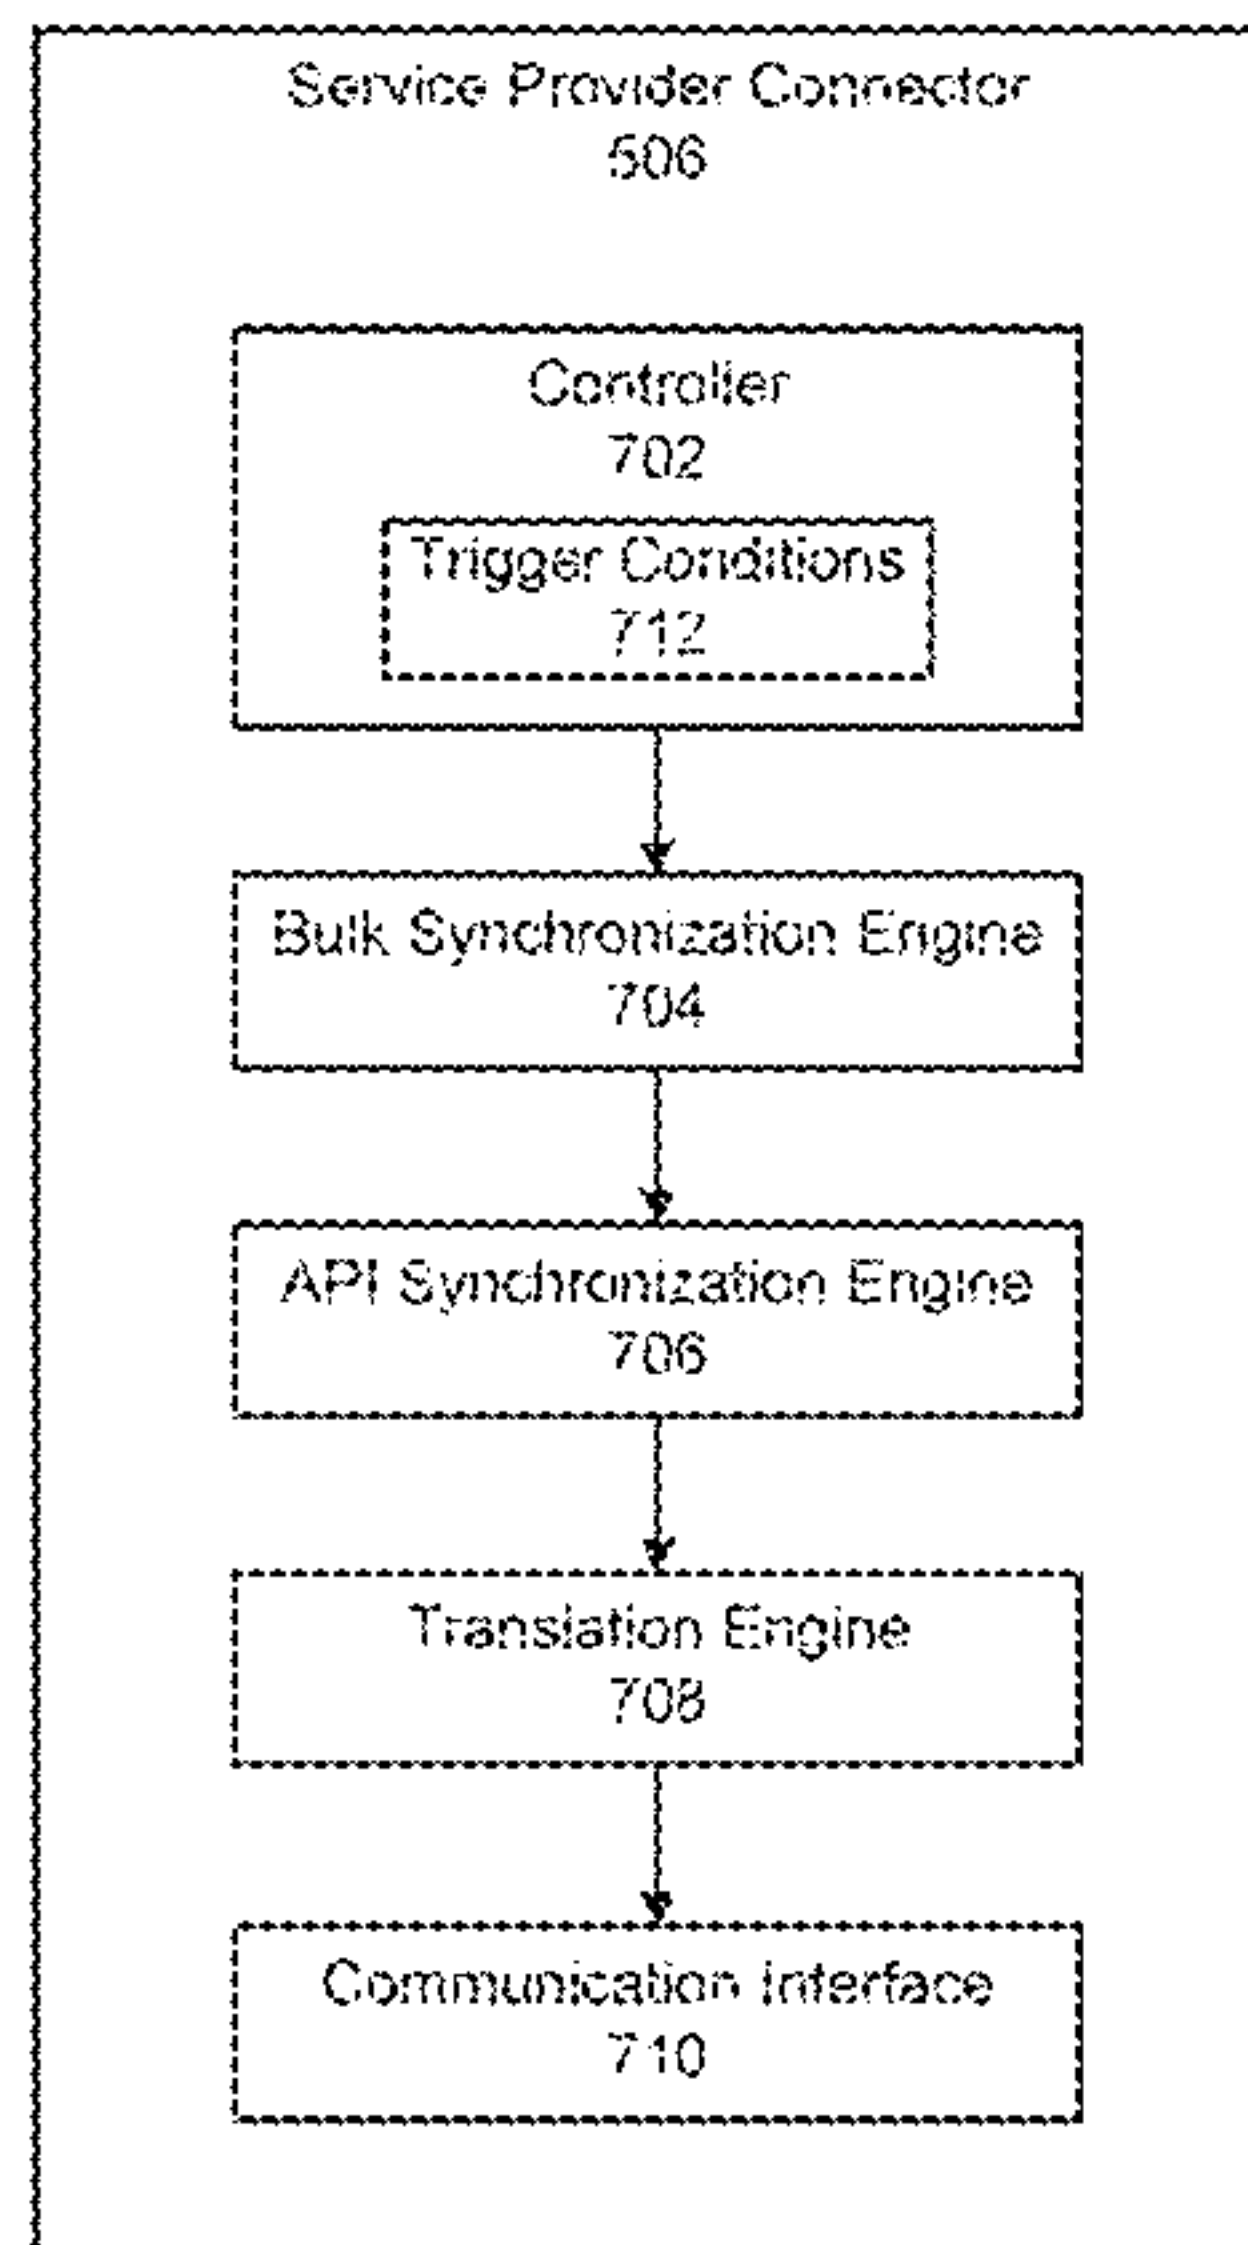 Service Provider Connector
506
Controller
702
Trigger Conditions
712
Bulk Synchronization Engine
704
API Synchronization Engine
706
Translation Engine
708
Communication Interface
710